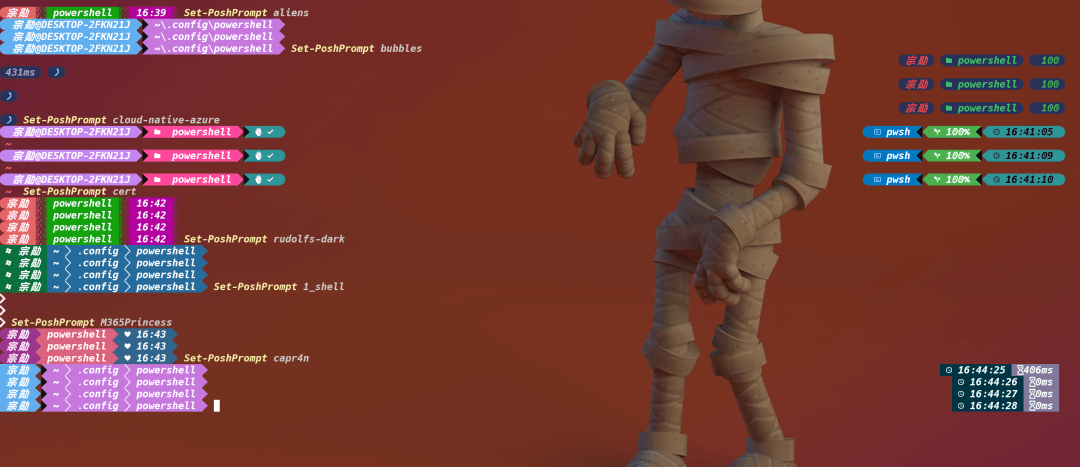 宗勋 powershell 16:39 Set-PoshPrompt aliens
宗勋@DESKTOP-2FKN21J ~\.config\powershell
宗勋@DESKTOP-2FKN21J ~\.config\powershell
宗勋@DESKTOP-2FKN21J ~\.config\powershell Set-PoshPrompt bubbles
宗勋 powershell 100
431ms
宗勋 powershell 100
宗勋 powershell 100
Set-PoshPrompt cloud-native-azure
宗勋@DESKTOP-2FKN21J powershell pwsh 100% 16:41:05
~
宗勋@DESKTOP-2FKN21J powershell pwsh 100% 16:41:09
~
宗勋@DESKTOP-2FKN21J powershell pwsh 100% 16:41:10
~ Set-PoshPrompt cert
宗勋 powershell 16:42
宗勋 powershell 16:42
宗勋 powershell 16:42
宗勋 powershell 16:42 Set-PoshPrompt rudolfs-dark
宗勋 ~ .config powershell
宗勋 ~ .config powershell
宗勋 ~ .config powershell
宗勋 ~ .config powershell Set-PoshPrompt 1_shell
Set-PoshPrompt M365Princess
宗勋 powershell ♥ 16:43
宗勋 powershell ♥ 16:43
宗勋 powershell ♥ 16:43 Set-PoshPrompt capr4n
宗勋 ~ .config powershell 16:44:25 406ms
宗勋 ~ .config powershell 16:44:26 0ms
宗勋 ~ .config powershell 16:44:27 0ms
宗勋 ~ .config powershell 16:44:28 0ms